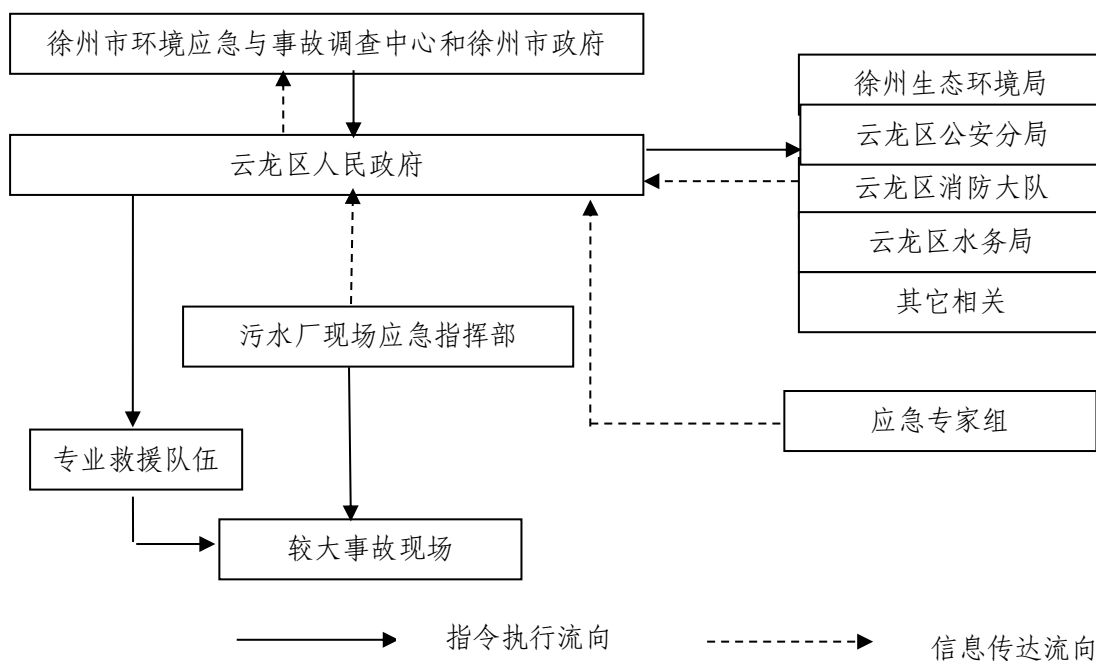 徐州市环境应急与事故调查中心和徐州市政府
徐州生态环境局
云龙区公安分局
云龙区人民政府
云龙区消防大队
云龙区水务局
其它相关
污水厂现场应急指挥部
应急专家组
专业救援队伍
较大事故现场
指令执行流向
信息传达流向